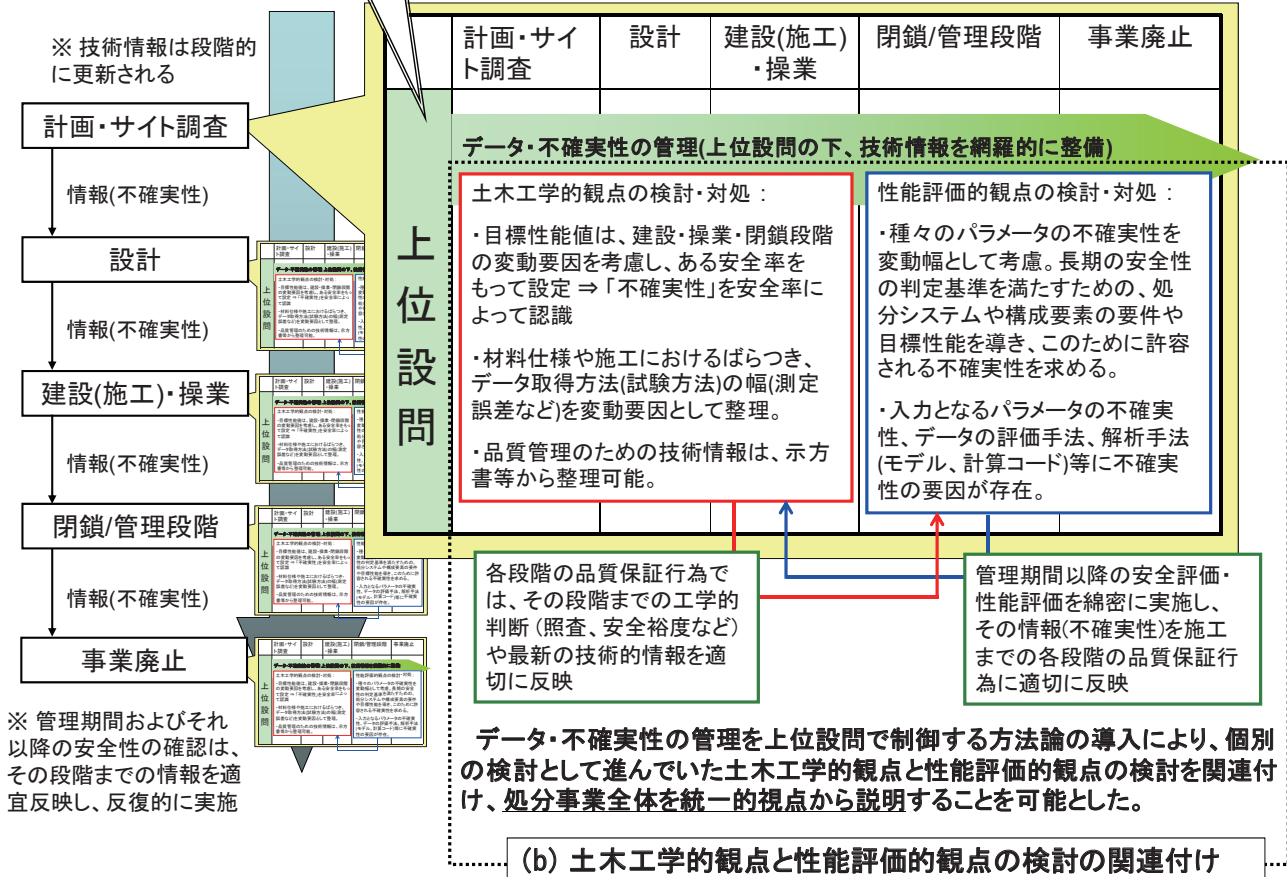 ※ 技術情報は段階的
に更新される
計画・サイト調査
情報(不確実性)
設計
情報(不確実性)
建設(施工)・操業
情報(不確実性)
閉鎖/管理段階
情報(不確実性)
事業廃止
※ 管理期間およびそれ
以降の安全性の確認は、
その段階までの情報を適
宜反映し、反復的に実施
計画・サイ
ト調査
設計
建設(施工)
・操業
閉鎖/管理段階
事業廃止
上位設問
データ・不確実性の管理(上位設問の下、技術情報を網羅的に整備)
土木工学的観点の検討・対処：
・目標性能値は、建設・操業・閉鎖段階
の変動要因を考慮し、ある安全率を
もって設定 ⇒「不確実性」を安全率に
よって認識
・材料仕様や施工におけるばらつき、
データ取得方法(試験方法)の幅(測定
誤差など)を変動要因として整理。
・品質管理のための技術情報は、示方
書等から整理可能。
性能評価的観点の検討・対処：
・種々のパラメータの不確実性を
変動幅として考慮。長期の安全性
の判定基準を満たすための、処
分システムや構成要素の要件や
目標性能を導き、このために許容
される不確実性を求める。
・入力となるパラメータの不確実
性、データの評価手法、解析手法
(モデル、計算コード)等に不確実
性の要因が存在。
各段階の品質保証行為で
は、その段階までの工学的
判断 (照査、安全裕度など)
や最新の技術的情報を適
切に反映
管理期間以降の安全評価・
性能評価を綿密に実施し、
その情報(不確実性)を施工
までの各段階の品質保証行
為に適切に反映
データ・不確実性の管理を上位設問で制御する方法論の導入により、個別
の検討として進んでいた土木工学的観点と性能評価的観点の検討を関連付
け、処分事業全体を統一的視点から説明することを可能とした。
(b) 土木工学的観点と性能評価的観点の検討の関連付け